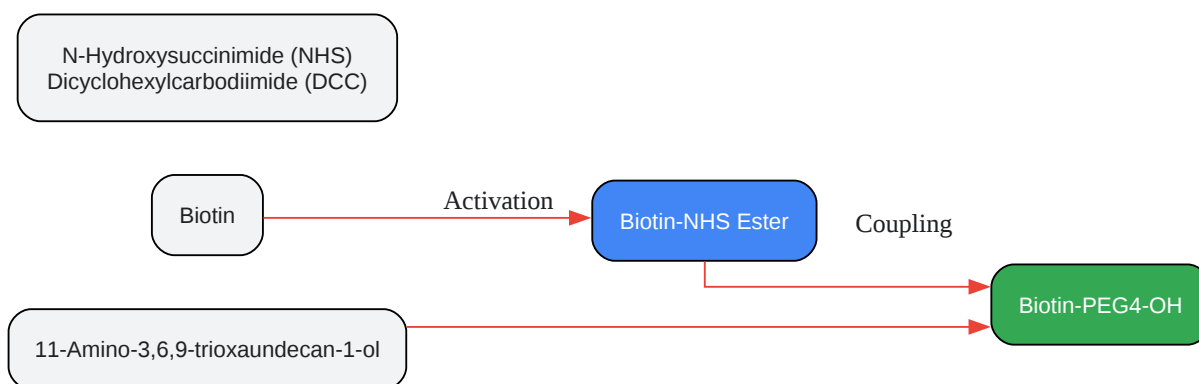 N-Hydroxysuccinimide (NHS)
Dicyclohexylcarbodiimide (DCC)
Biotin
Activation
Biotin-NHS Ester
Coupling
Biotin-PEG4-OH
11-Amino-3,6,9-trioxaundecan-1-ol